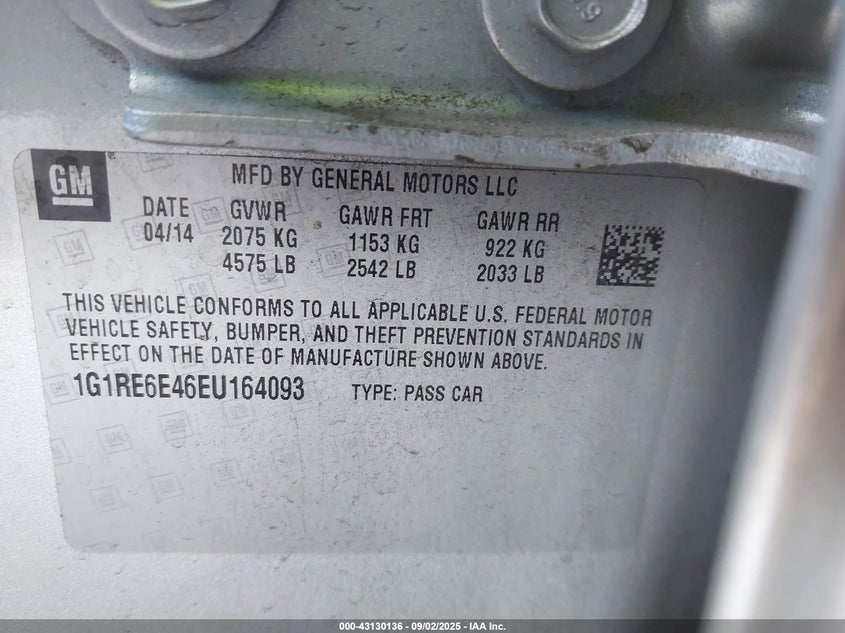 GM
MFD BY GENERAL MOTORS LLC
DATE GVWR GAWR FRT GAWR RR
04/14 2075 KG 1153 KG 922 KG
4575 LB 2542 LB 2033 LB
THIS VEHICLE CONFORMS TO ALL APPLICABLE U.S. FEDERAL MOTOR
VEHICLE SAFETY, BUMPER, AND THEFT PREVENTION STANDARDS IN
EFFECT ON THE DATE OF MANUFACTURE SHOWN ABOVE.
1G1RE6E46EU164093 TYPE: PASS CAR
000-43130136 - 09/02/2025 - IAA Inc.